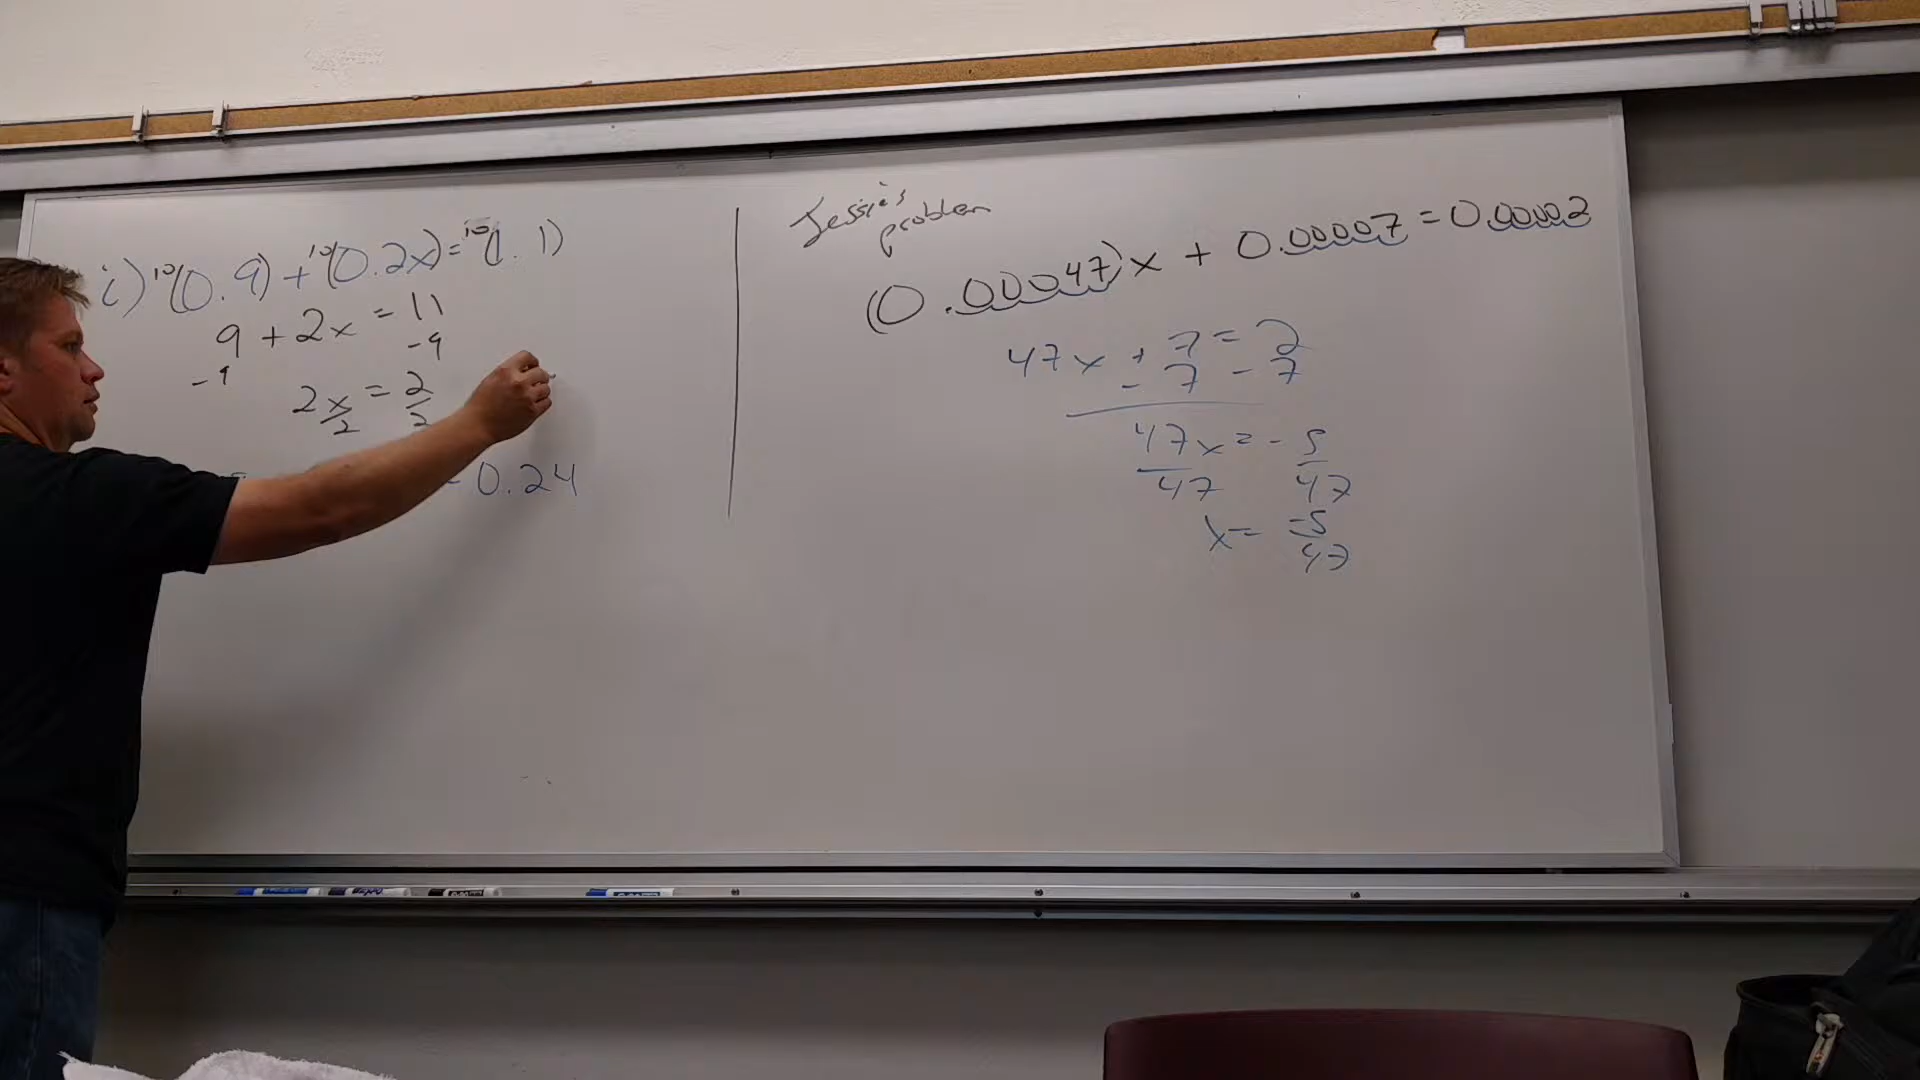 i) 10(0.9) + 10(0.2x) = 10(1.1)
9 + 2x = 11
-9 -9
2x/2 = 2/2
0.24
Jessie's
problem
(0.00047)x + 0.00007 = 0.00002
47x + 7 = 2
- 7 - 7
47x = - 5
47 47
x = -5
47